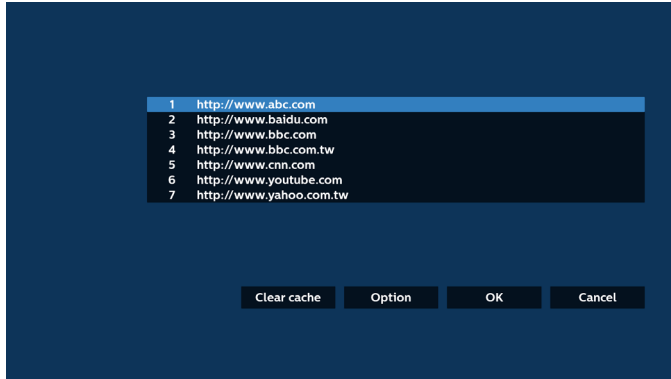 1 http://www.abc.com
2 http://www.baidu.com
3 http://www.bbc.com
4 http://www.bbc.com.tw
5 http://www.cnn.com
6 http://www.youtube.com
7 http://www.yahoo.com.tw
Clear cache Option OK Cancel